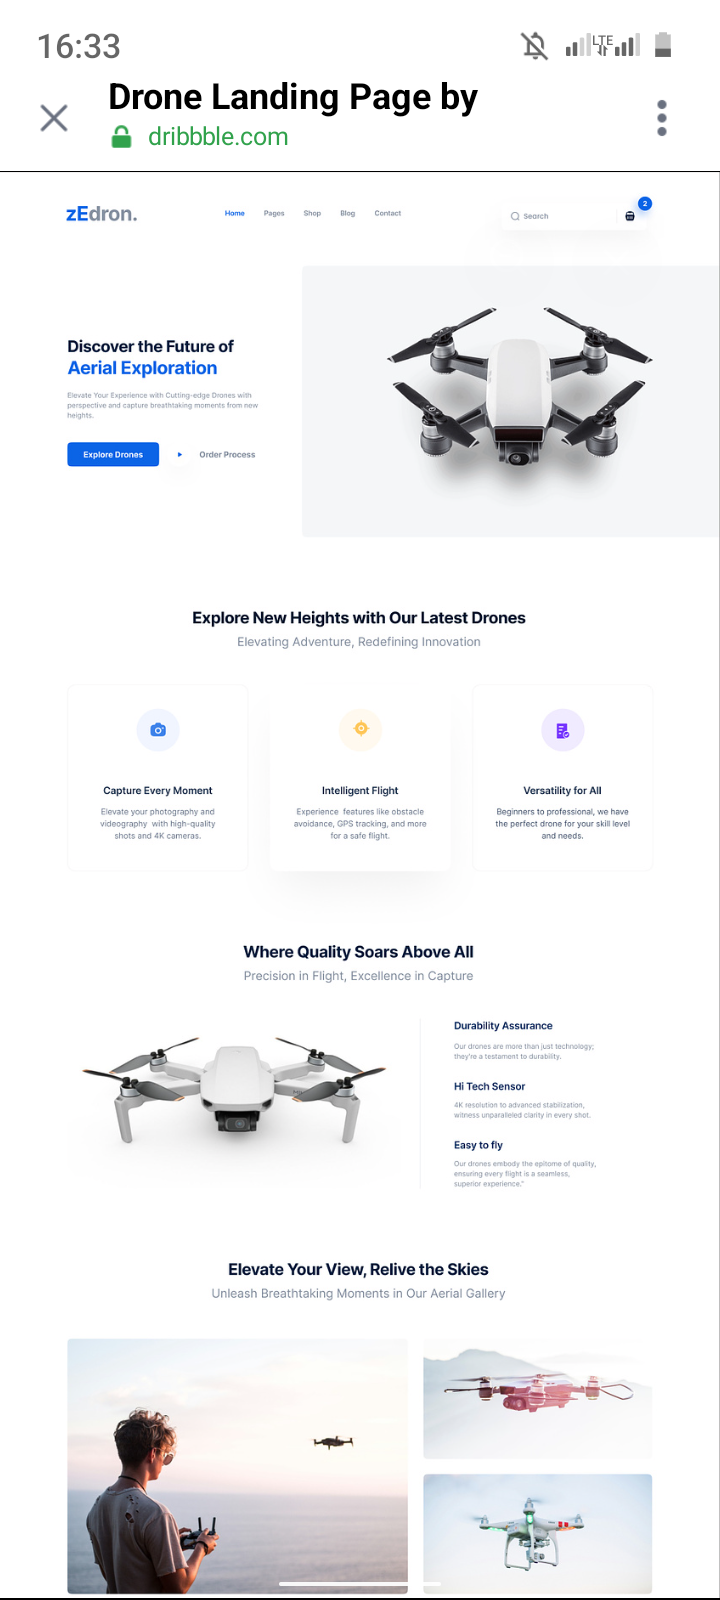 16:33
LTE
Drone Landing Page by
dribbble.com
zEdron.
Home Pages Shop Blog Contact
Search
2
Discover the Future of
Aerial Exploration
Elevate Your Experience with Cutting-edge Drones with
perspective and capture breathtaking moments from new
heights.
Explore Drones
Order Process
Explore New Heights with Our Latest Drones
Elevating Adventure, Redefining Innovation
Capture Every Moment
Elevate your photography and
videography with high-quality
shots and 4K cameras.
Intelligent Flight
Experience features like obstacle
avoidance, GPS tracking, and more
for a safe flight.
Versatility for All
Beginners to professional, we have
the perfect drone for your skill level
and needs.
Where Quality Soars Above All
Precision in Flight, Excellence in Capture
Durability Assurance
Our drones are more than just technology;
they're a testament to durability.
Hi Tech Sensor
4K resolution to advanced stabilization,
witness unparalleled clarity in every shot.
Easy to fly
Our drones embody the epitome of quality,
ensuring every flight is a seamless,
superior experience."
Elevate Your View, Relive the Skies
Unleash Breathtaking Moments in Our Aerial Gallery